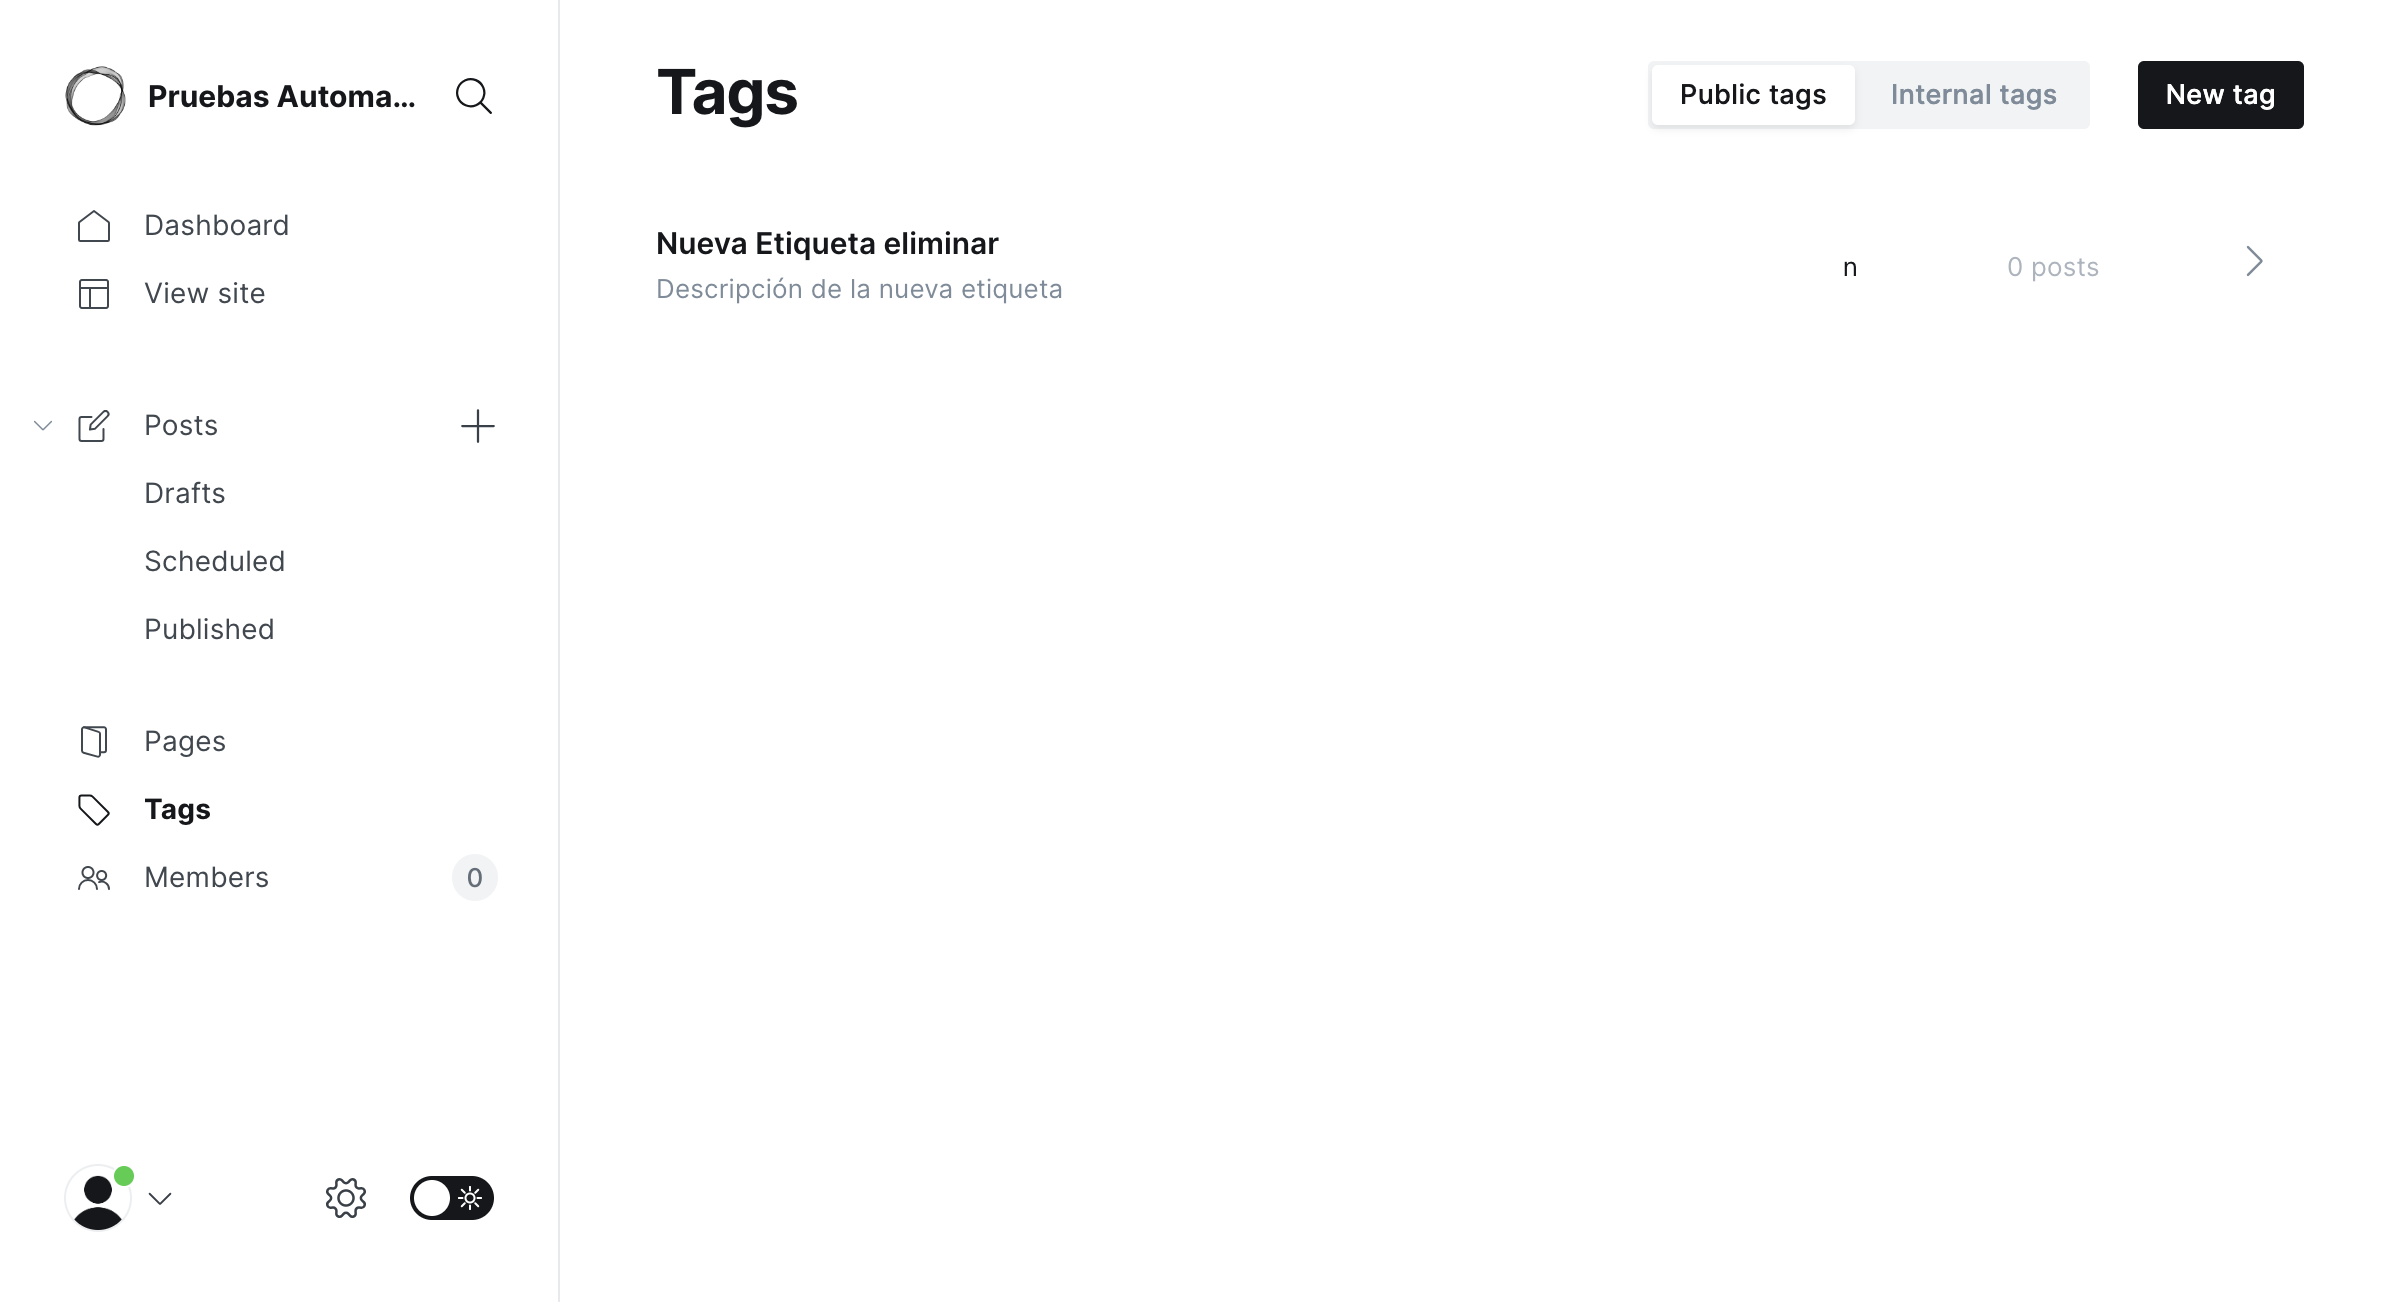 Pruebas Automa...
Dashboard
View site
Posts
Drafts
Scheduled
Published
Pages
Tags
Members 0
Tags
Public tags Internal tags New tag
Nueva Etiqueta eliminar
Descripción de la nueva etiqueta
n 0 posts